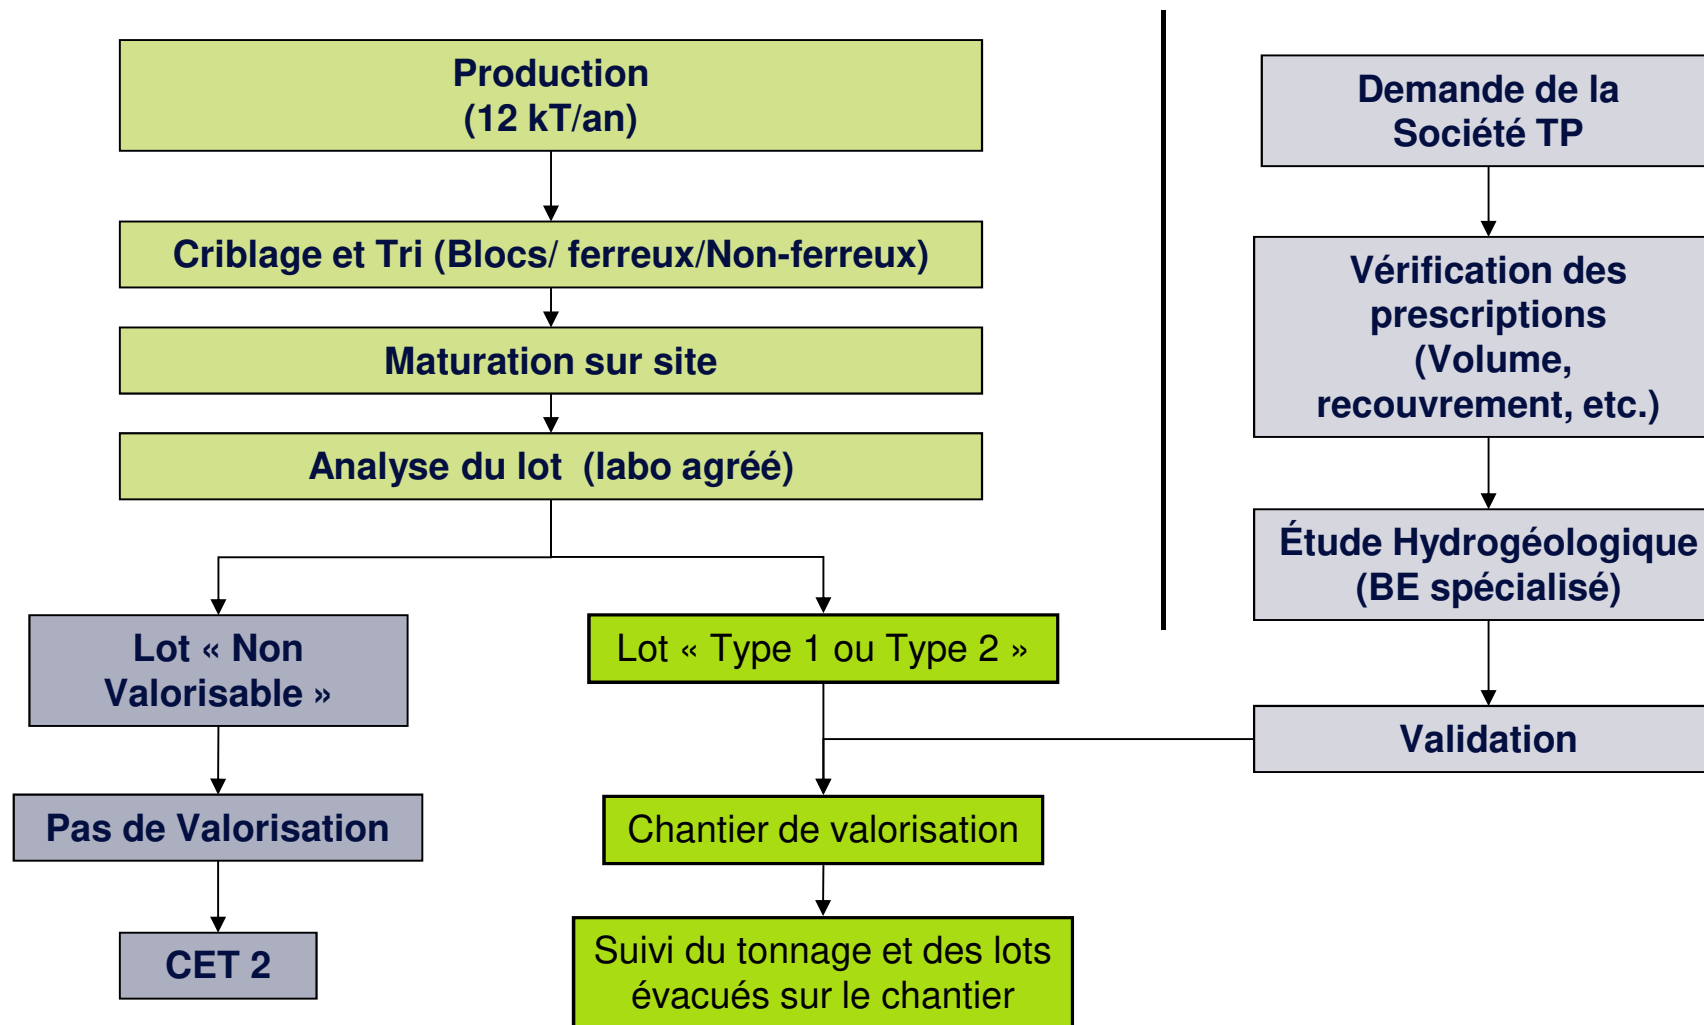 Production
(12 kT/an)
Criblage et Tri (Blocs/ ferreux/Non-ferreux)
Maturation sur site
Analyse du lot (labo agréé)
Lot « Non
Valorisable »
Pas de Valorisation
CET 2
Lot « Type 1 ou Type 2 »
Chantier de valorisation
Suivi du tonnage et des lots
évacués sur le chantier
Demande de la
Société TP
Vérification des
prescriptions
(Volume,
recouvrement, etc.)
Étude Hydrogéologique
(BE spécialisé)
Validation